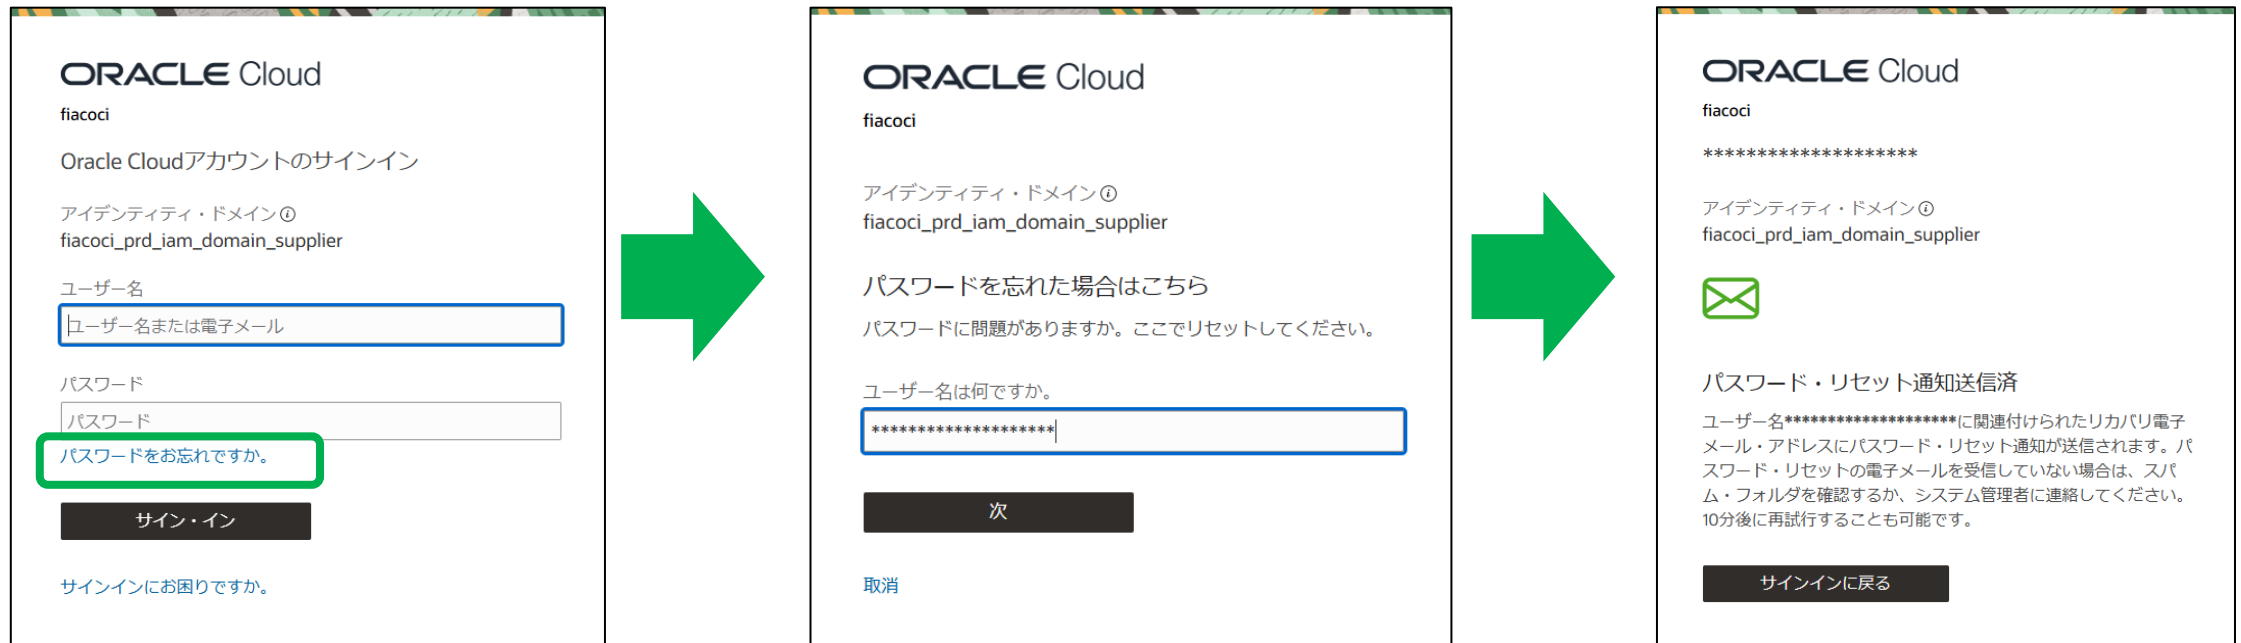 ORACLE Cloud
fiacoci
Oracle Cloudアカウントのサインイン
アイデンティティ・ドメイン
fiacoci_prd_iam_domain_supplier
ユーザー名
ユーザー名または電子メール
パスワード
パスワード
パスワードをお忘れですか。
サイン・イン
サインインにお困りですか。
ORACLE Cloud
fiacoci
アイデンティティ・ドメイン
fiacoci_prd_iam_domain_supplier
パスワードを忘れた場合はこちら
パスワードに問題がありますか。ここでリセットしてください。
ユーザー名は何ですか。
********************
次
取消
ORACLE Cloud
fiacoci
********************
アイデンティティ・ドメイン
fiacoci_prd_iam_domain_supplier
パスワード・リセット通知送信済
ユーザー名********************に関連付けられたリカバリ電子
メール・アドレスにパスワード・リセット通知が送信されます。パ
スワード・リセットの電子メールを受信していない場合は、スパ
ム・フォルダを確認するか、システム管理者に連絡してください。
10分後に再試行することも可能です。
サインインに戻る